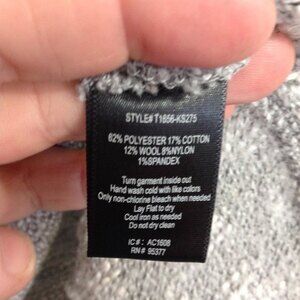 STYLE# T1856-KS275
62% POLYESTER 17% COTTON
12% WOOL 8%NYLON
1%SPANDEX
Turn garment inside out
Hand wash cold with like colors
Only non-chlorine bleach when needed
Lay Flat to dry
Cool iron as needed
Do not dry clean
IC# : AC1608
RN# 95377